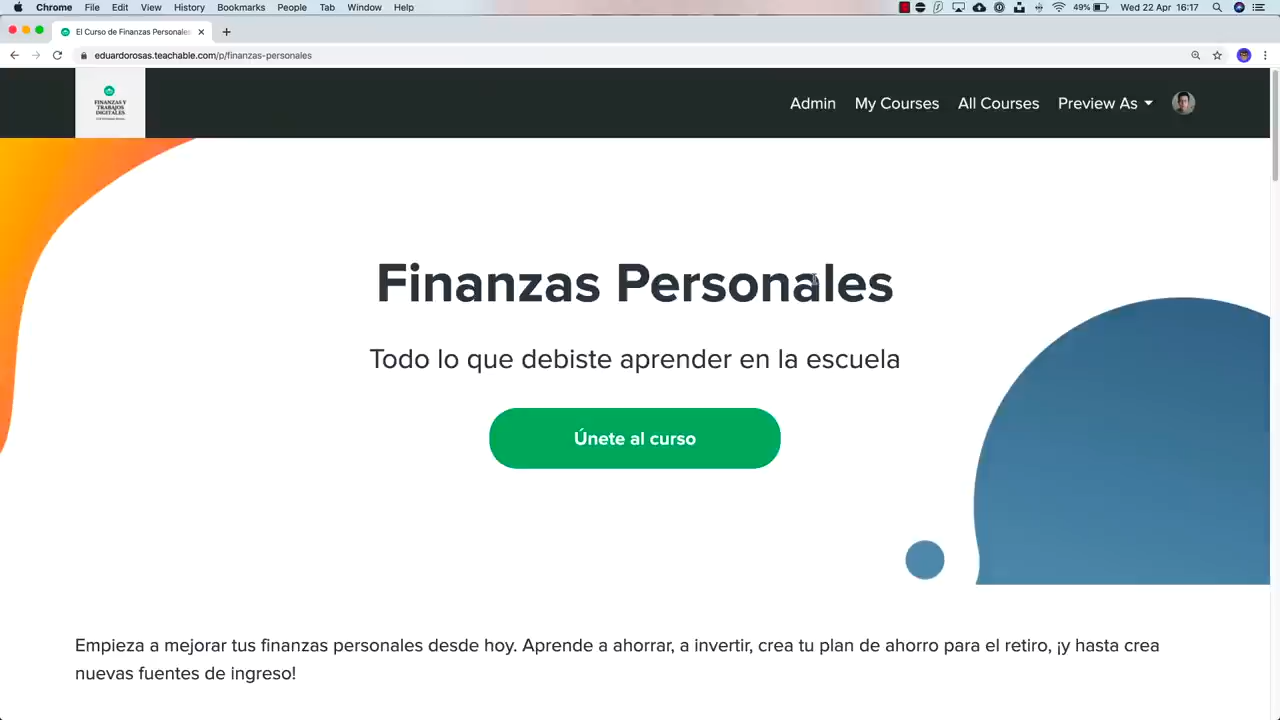 Chrome File Edit View History Bookmarks People Tab Window Help 49% Wed 22 Apr 16:17
El Curso de Finanzas Personales
eduardorosas.teachable.com/p/finanzas-personales
FINANZAS Y
TRABAJOS
DIGITALES
Admin My Courses All Courses Preview As
Finanzas Personales
Todo lo que debiste aprender en la escuela
Únete al curso
Empieza a mejorar tus finanzas personales desde hoy. Aprende a ahorrar, a invertir, crea tu plan de ahorro para el retiro, ¡y hasta crea
nuevas fuentes de ingreso!